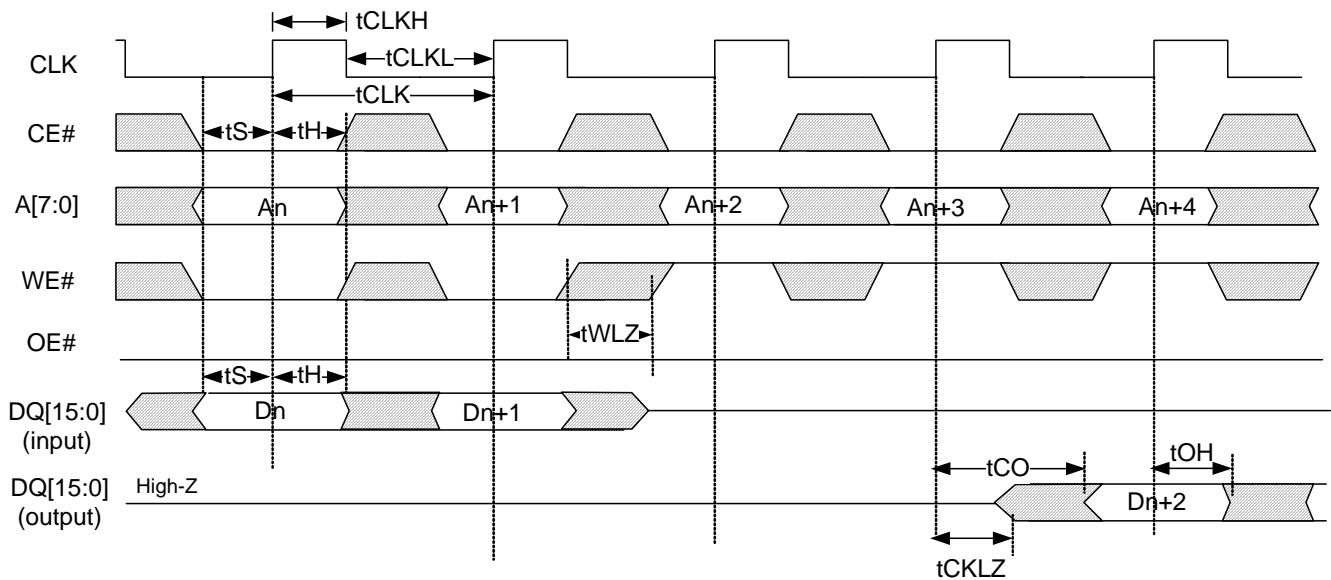 tCLKH
CLK
tCLKL
tCLK
CE#
tS
tH
A[7:0]
An
An+1
An+2
An+3
An+4
WE#
tWLZ
OE#
tS
tH
DQ[15:0]
(input)
Dn
Dn+1
tCO
tOH
DQ[15:0]
(output)
High-Z
Dn+2
tCKLZ